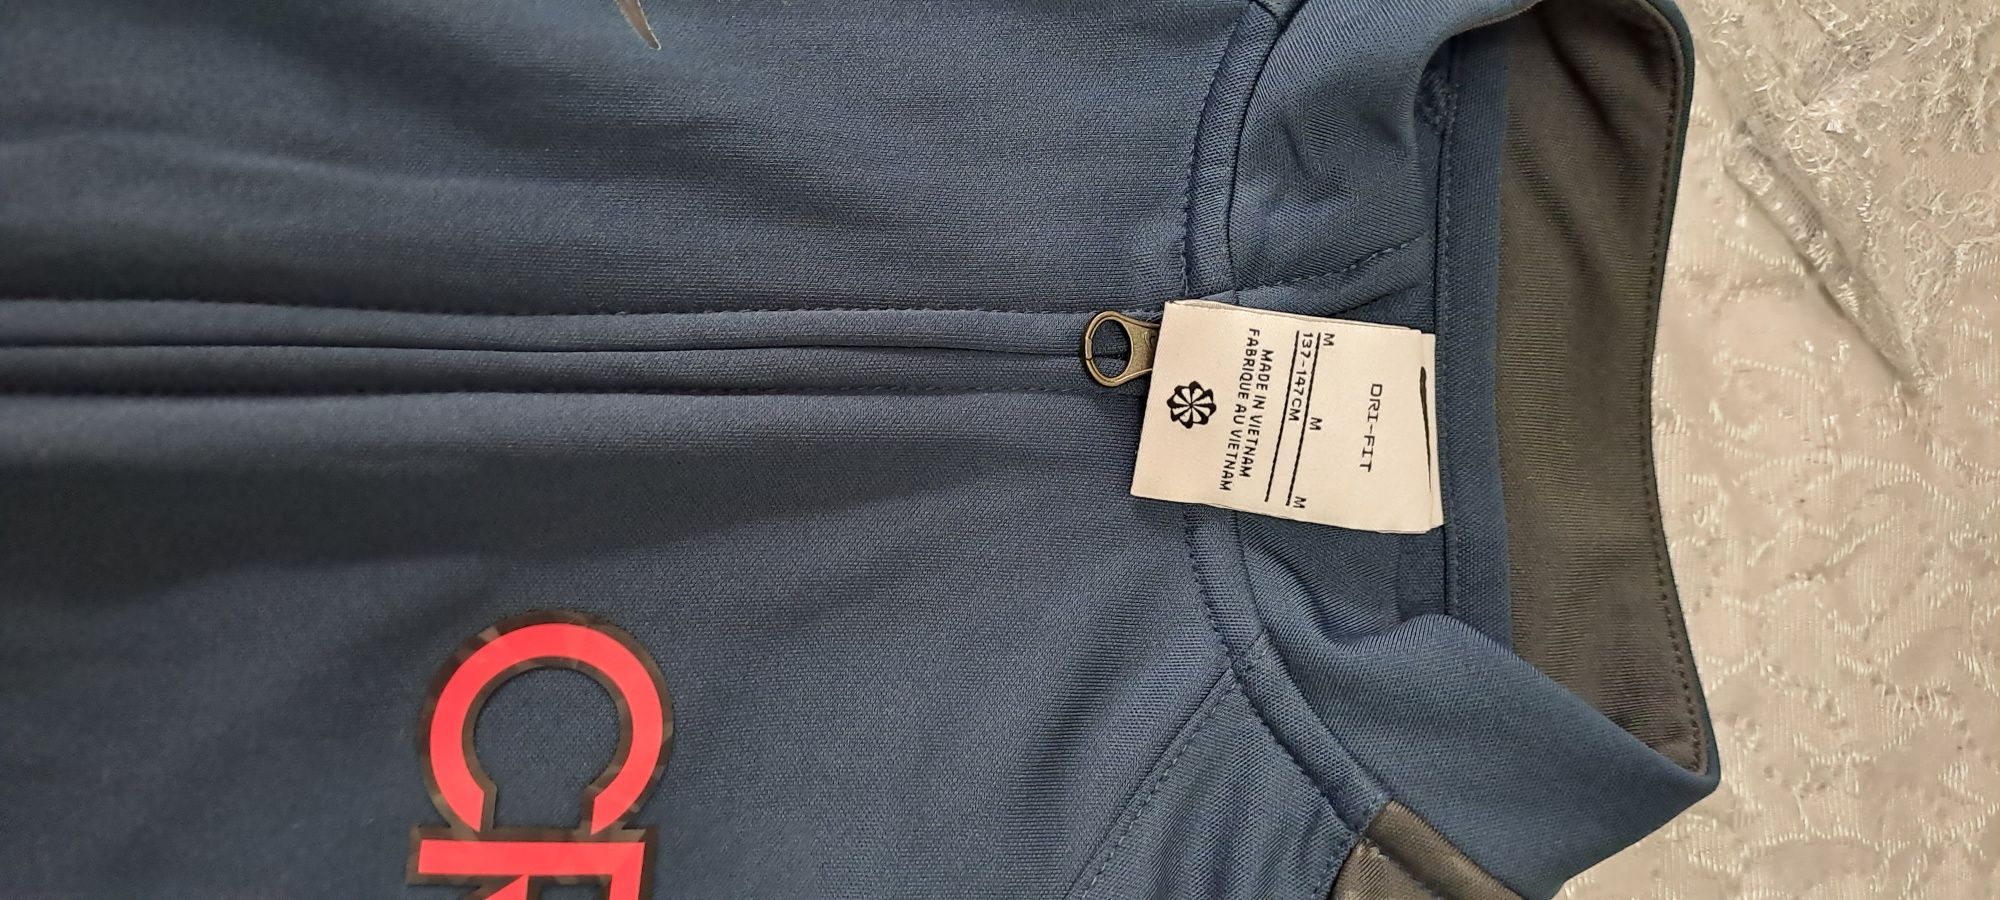 DRI-FIT
M M M
137-147CM
MADE IN VIETNAM
FABRIQUE AU VIETNAM
CR